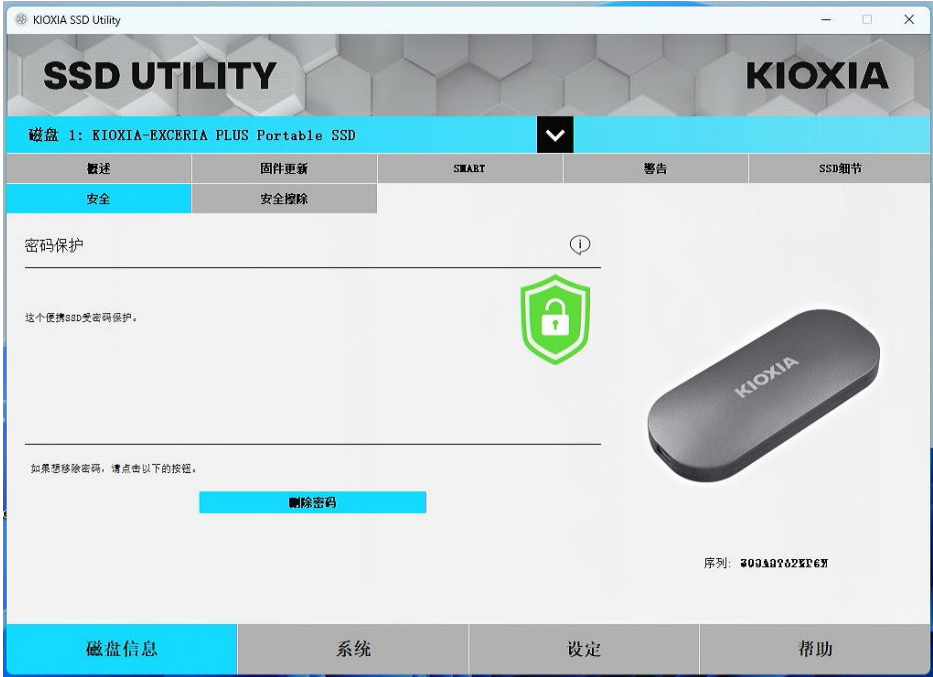 KIOXIA SSD Utility
SSD UTILITY
KIOXIA
磁盘 1: KIOXIA-EXCERIA PLUS Portable SSD
概述 固件更新 SMART 警告 SSD细节
安全 安全擦除
密码保护
这个便携SSD受密码保护。
KIOXIA
如果想移除密码，请点击以下的按钮。
删除密码
序列:
磁盘信息 系统 设定 帮助